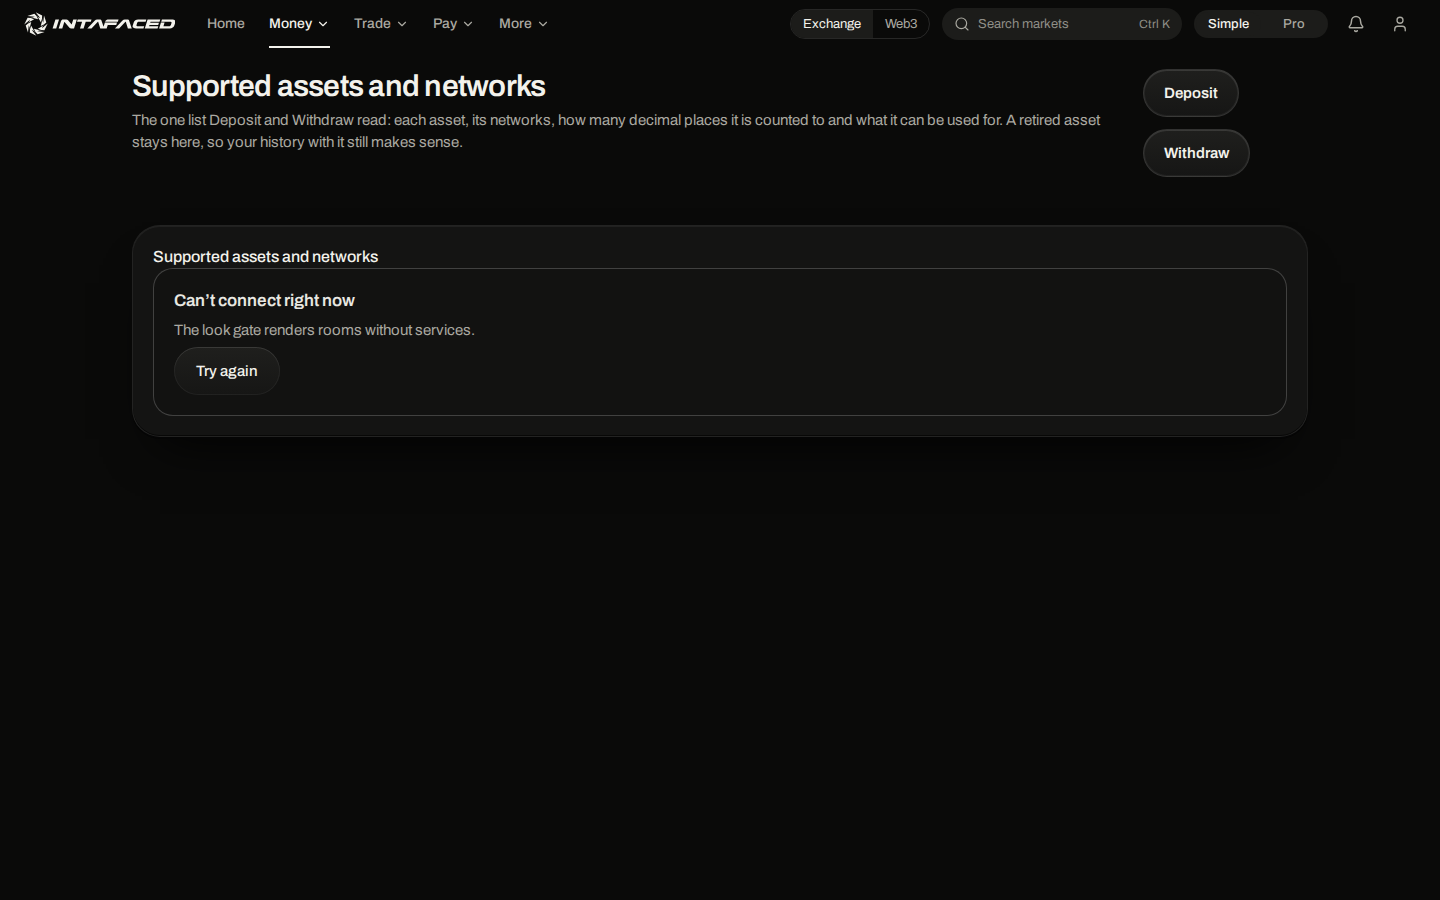 INTAFACED
Home
Money
Trade
Pay
More
Exchange
Web3
Search markets
Ctrl K
Simple
Pro
Supported assets and networks
The one list Deposit and Withdraw read: each asset, its networks, how many decimal places it is counted to and what it can be used for. A retired asset
stays here, so your history with it still makes sense.
Deposit
Withdraw
Supported assets and networks
Can’t connect right now
The look gate renders rooms without services.
Try again